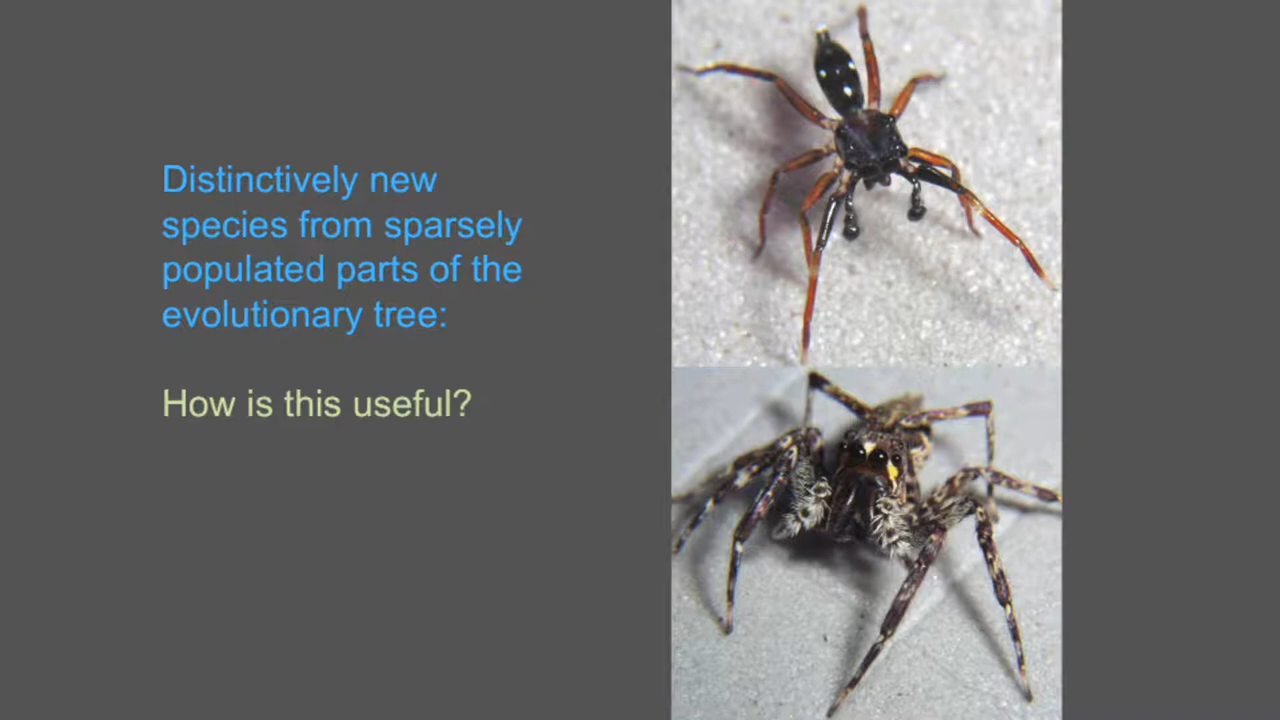 Distinctively new
species from sparsely
populated parts of the
evolutionary tree:
How is this useful?